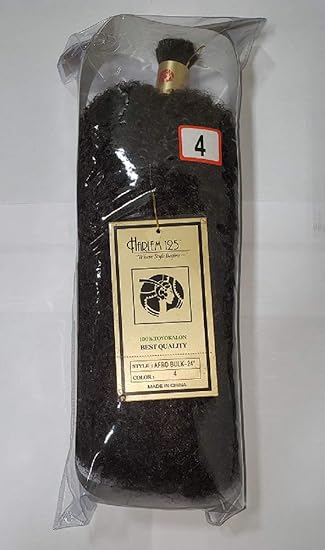 4
HARLEM 125
Where Style Begins
100% TOYOKALON
BEST QUALITY
STYLE : AFRO BULK-24"
COLOR : 4
MADE IN CHINA